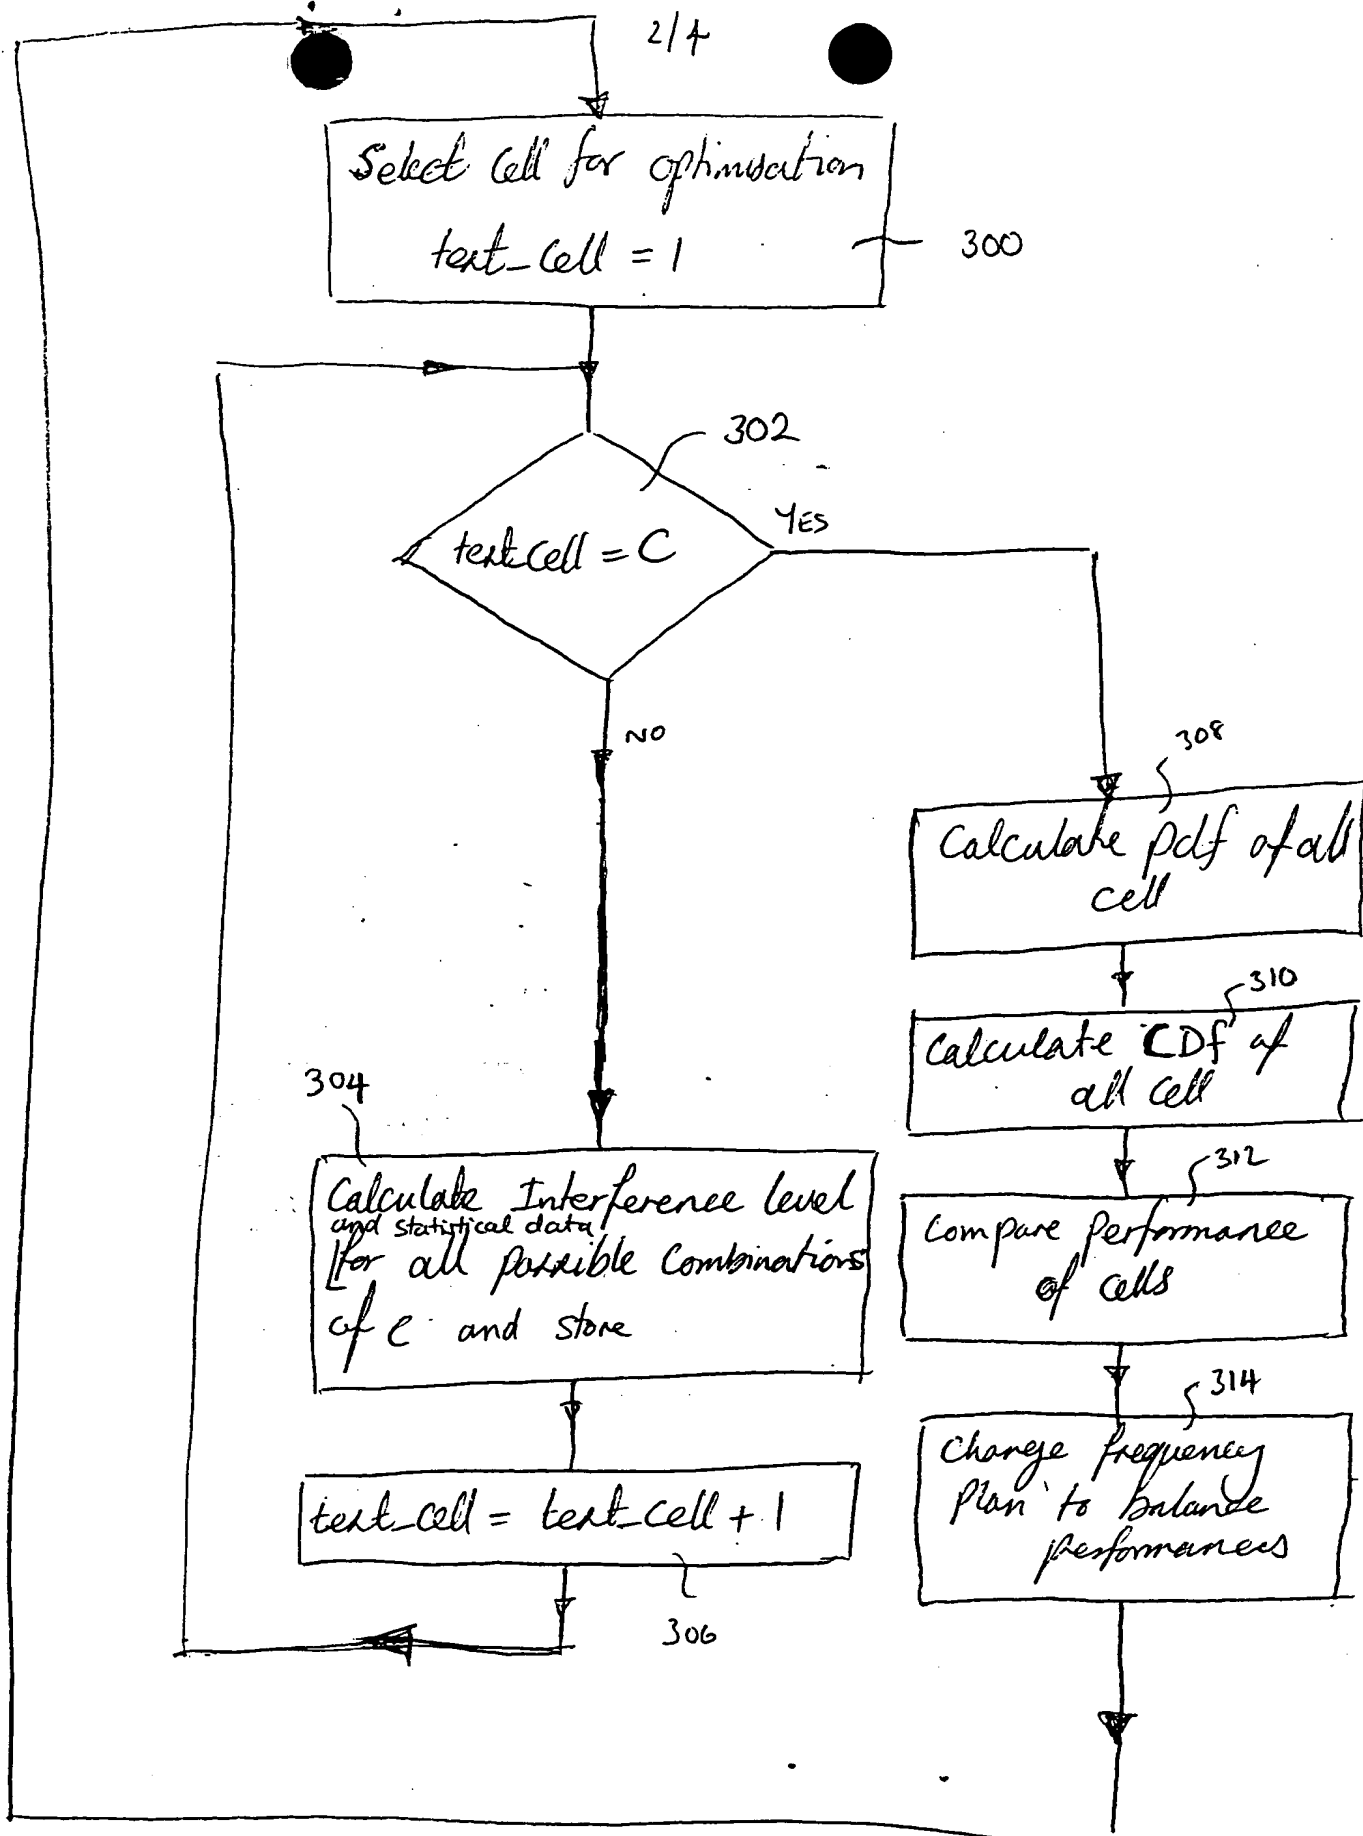 2/4
Select Cell for optimisation
test_cell = 1
300
302
test_cell = C
YES
NO
304
Calculate Interference level
and statistical data
for all possible Combinations
of C and store
test_cell = test_cell + 1
306
308
Calculate pdf of all
cell
310
Calculate CDf of
all cell
312
Compare Performance
of cells
314
Change frequency
Plan to balance
performances